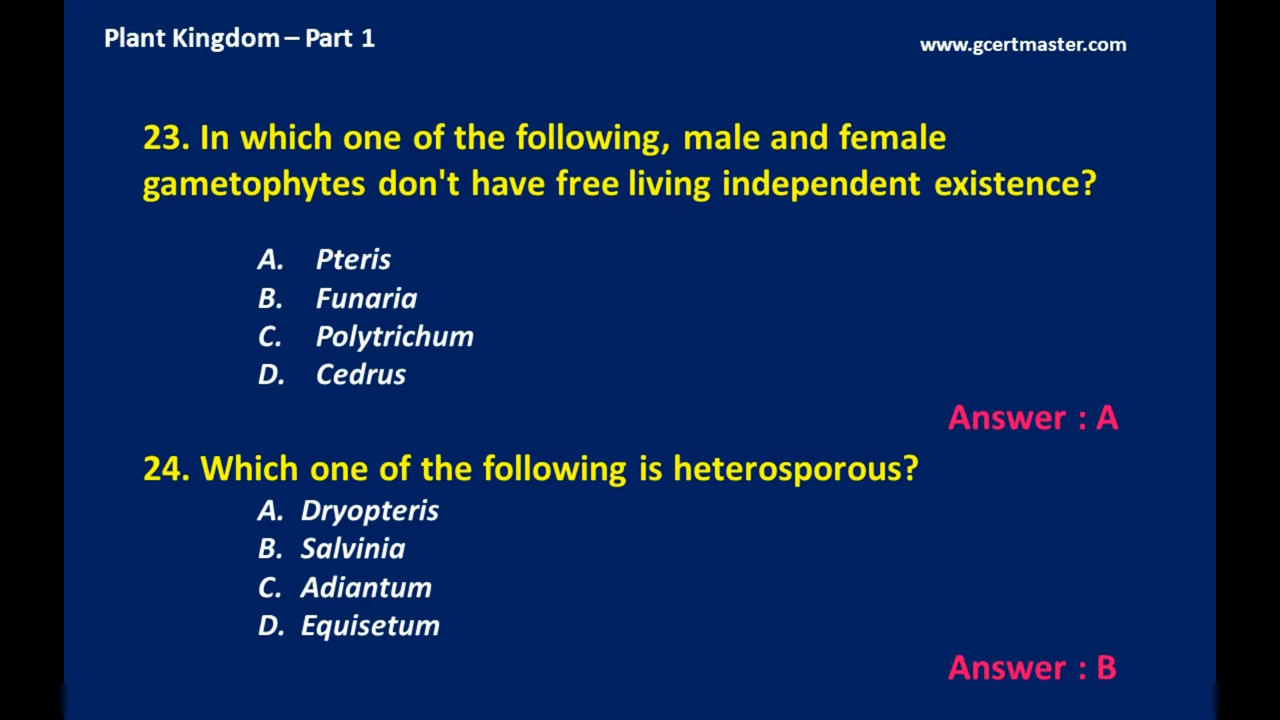 Plant Kingdom – Part 1
www.gcertmaster.com
23. In which one of the following, male and female
gametophytes don't have free living independent existence?
A. Pteris
B. Funaria
C. Polytrichum
D. Cedrus
Answer : A
24. Which one of the following is heterosporous?
A. Dryopteris
B. Salvinia
C. Adiantum
D. Equisetum
Answer : B